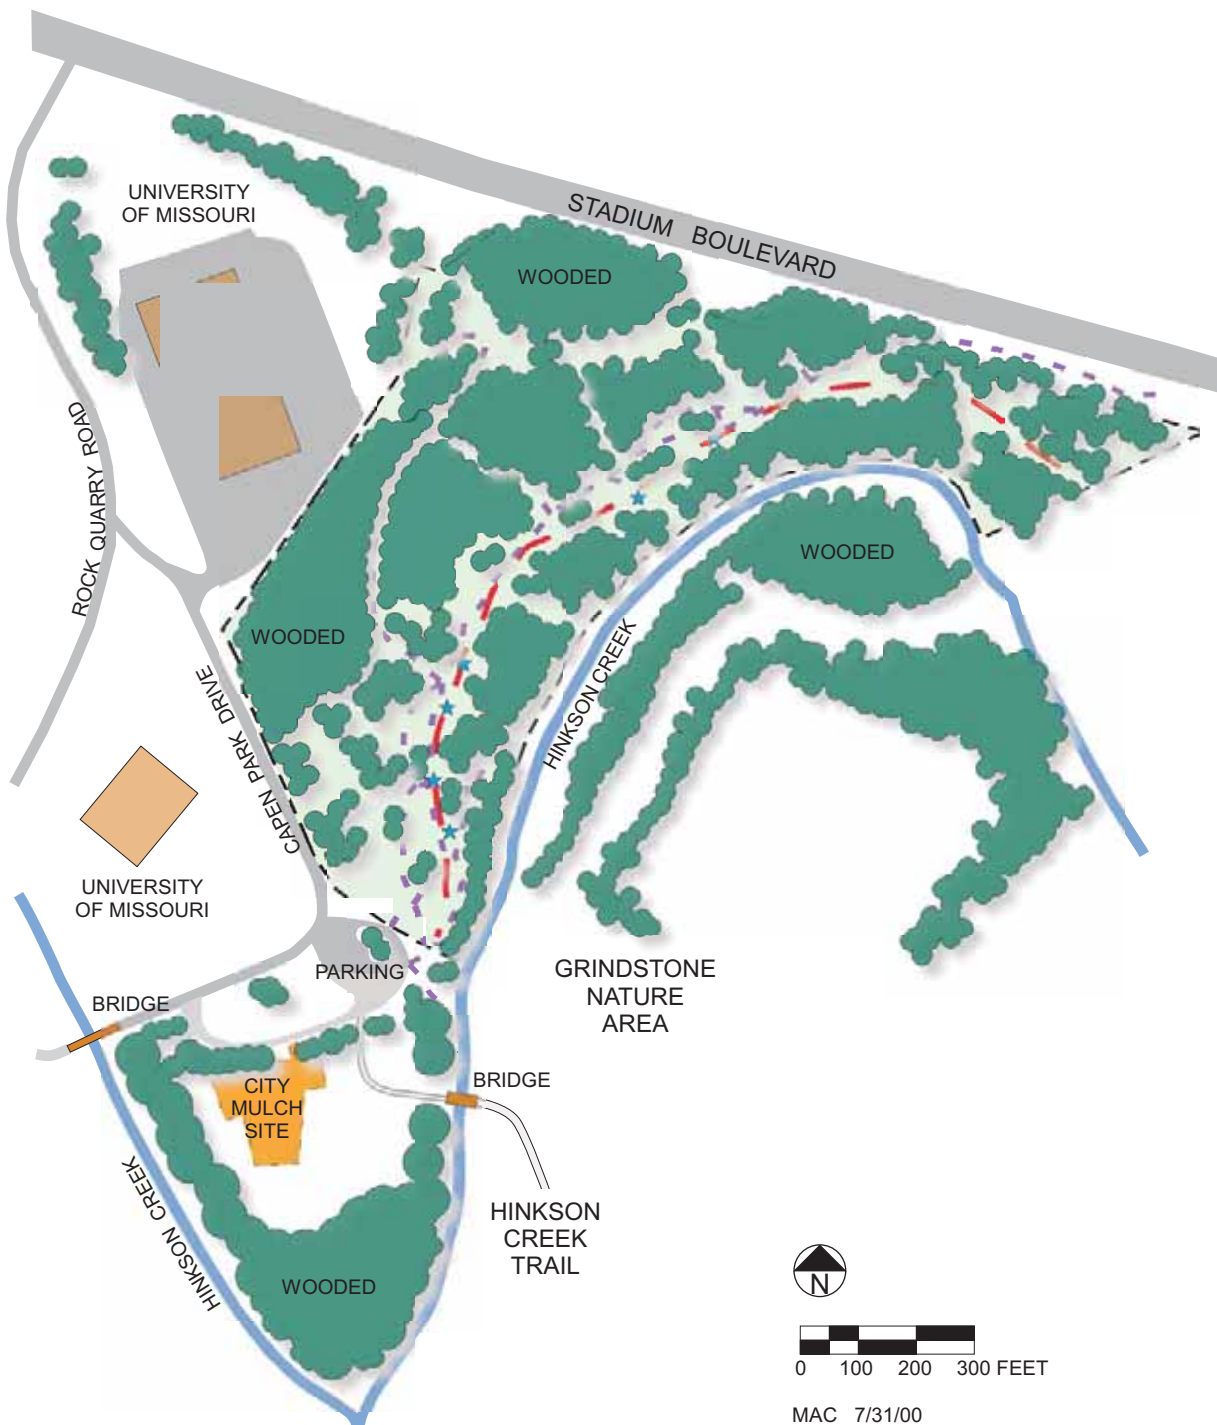 STADIUM BOULEVARD
UNIVERSITY
OF MISSOURI
WOODED
ROCK QUARRY ROAD
WOODED
WOODED
HINKSON CREEK
CAPEN PARK DRIVE
UNIVERSITY
OF MISSOURI
PARKING
GRINDSTONE
NATURE
AREA
BRIDGE
BRIDGE
CITY
MULCH
SITE
HINKSON CREEK
HINKSON
CREEK
TRAIL
WOODED
N
0 100 200 300 FEET
MAC 7/31/00